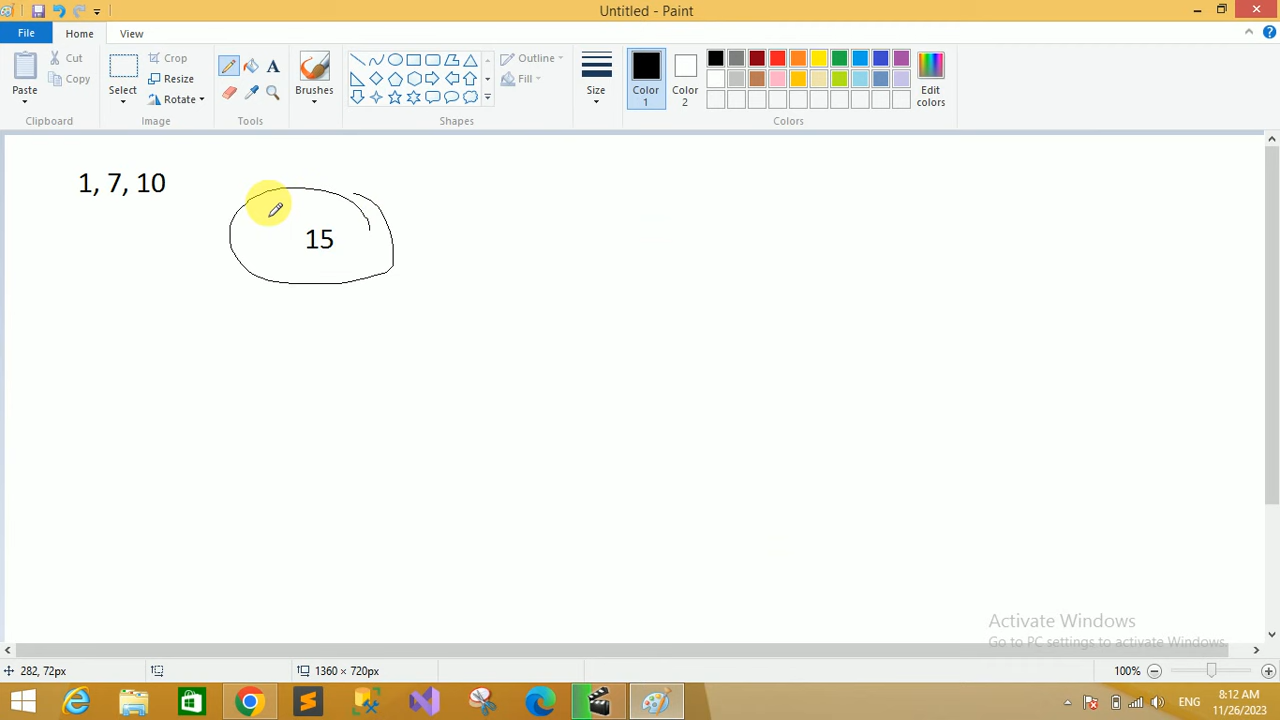 Untitled - Paint
File Home View
Paste
Cut
Copy
Clipboard
Select
Crop
Resize
Rotate
Image
Tools
Brushes
Outline
Fill
Shapes
Size
Color 1
Color 2
Edit colors
Colors
1, 7, 10
15
Activate Windows
Go to PC settings to activate Windows.
282, 72px
1360 × 720px
100%
ENG
8:12 AM
11/26/2023